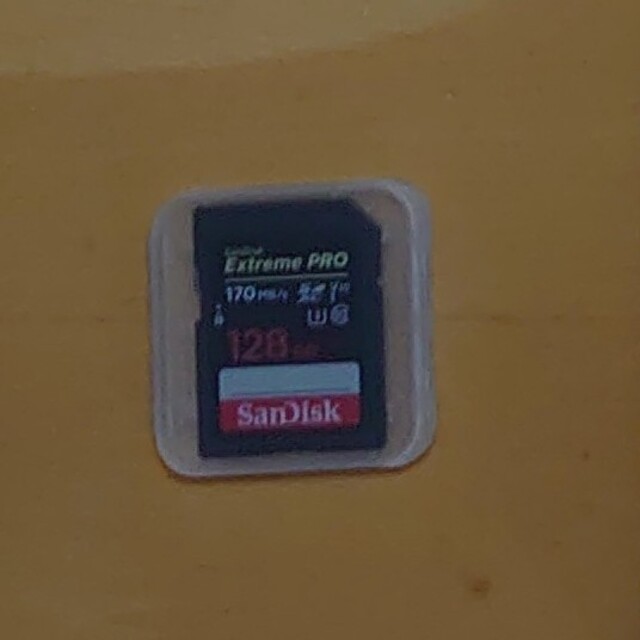 SanDisk
Extreme PRO
170 MB/s
128 GB
SanDisk